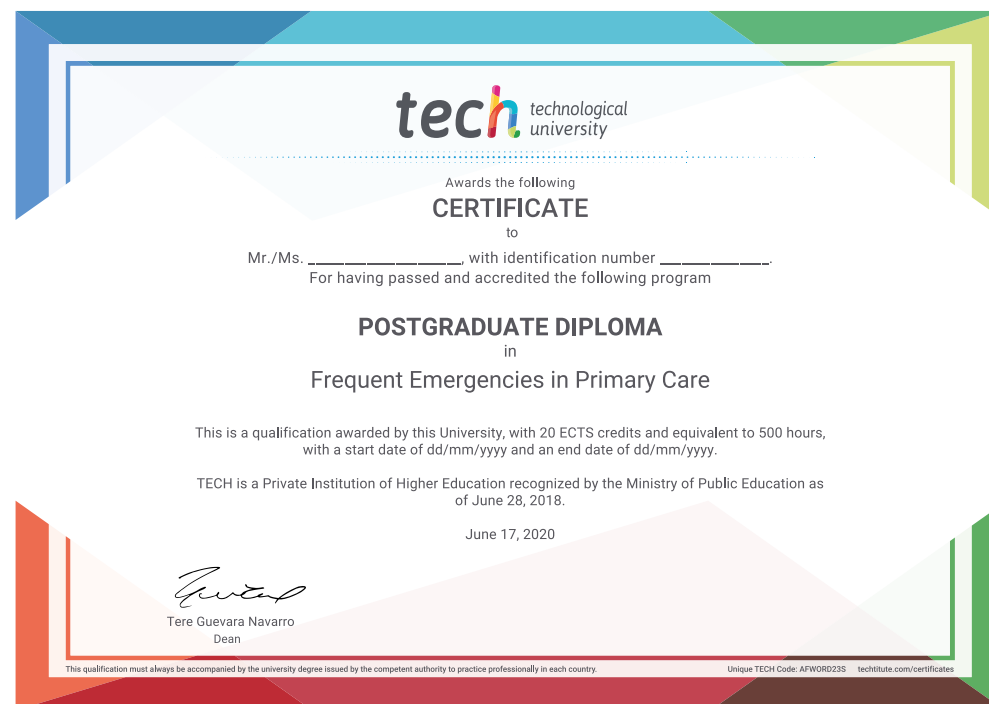 tech technological
university
Awards the following
CERTIFICATE
to
Mr./Ms. ____________________, with identification number ______________.
For having passed and accredited the following program
POSTGRADUATE DIPLOMA
in
Frequent Emergencies in Primary Care
This is a qualification awarded by this University, with 20 ECTS credits and equivalent to 500 hours,
with a start date of dd/mm/yyyy and an end date of dd/mm/yyyy.
TECH is a Private Institution of Higher Education recognized by the Ministry of Public Education as
of June 28, 2018.
June 17, 2020
Tere Guevara Navarro
Dean
This qualification must always be accompanied by the university degree issued by the competent authority to practice professionally in each country.
Unique TECH Code: AFWORD23S techtitute.com/certificates